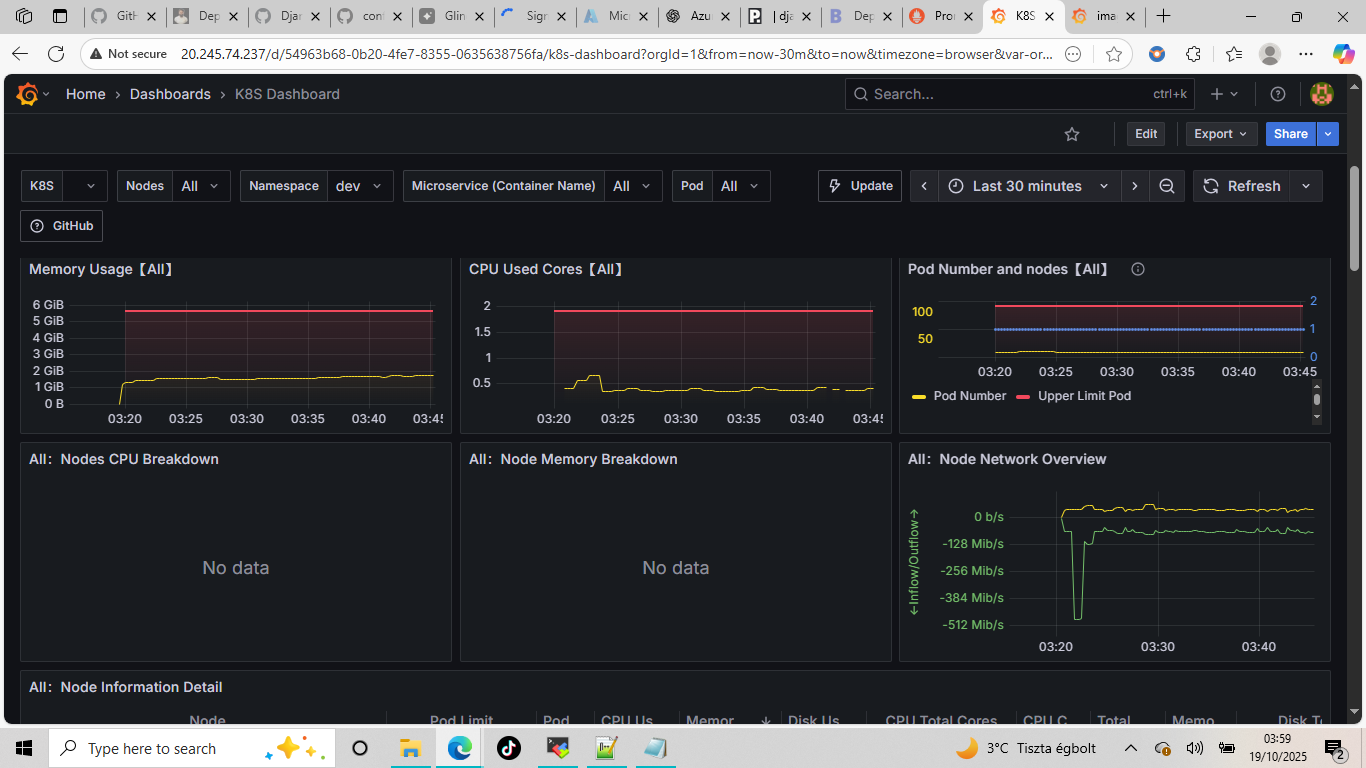 GitH
Dep
Djan
cont
Glin
Sign
Micr
Azu
| dja
Dep
Pro
K8S
ima
Not secure
20.245.74.237/d/54963b68-0b20-4fe7-8355-0635638756fa/k8s-dashboard?orgId=1&from=now-30m&to=now&timezone=browser&var-or...
Home › Dashboards › K8S Dashboard
Search... ctrl+k
Edit Export Share
K8S Nodes All Namespace dev Microservice (Container Name) All Pod All Update Last 30 minutes Refresh
GitHub
Memory Usage【All】
6 GiB
5 GiB
4 GiB
3 GiB
2 GiB
1 GiB
0 B
03:20 03:25 03:30 03:35 03:40 03:45
CPU Used Cores【All】
2
1.5
1
0.5
03:20 03:25 03:30 03:35 03:40 03:45
Pod Number and nodes【All】
100
50
2
1
0
03:20 03:25 03:30 03:35 03:40 03:45
Pod Number Upper Limit Pod
All： Nodes CPU Breakdown
No data
All： Node Memory Breakdown
No data
All： Node Network Overview
←Inflow/Outflow→
0 b/s
-128 Mib/s
-256 Mib/s
-384 Mib/s
-512 Mib/s
03:20 03:30 03:40
All： Node Information Detail
Node Pod Limit Pod CPU Us Memor Disk Us CPU Total Cores CPU C Total Memo Disk To
Type here to search
3°C Tiszta égbolt
03:59
19/10/2025
2